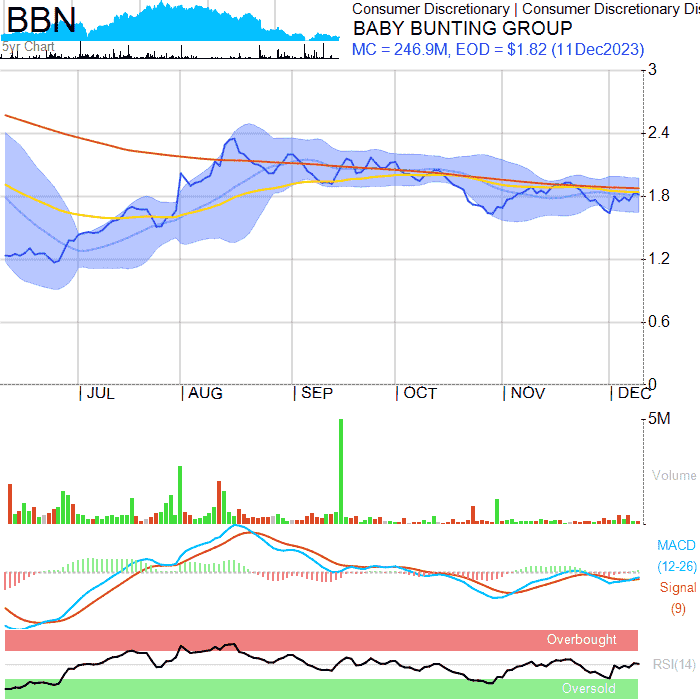 BBN
Consumer Discretionary | Consumer Discretionary Dis
BABY BUNTING GROUP
5yr Chart
MC = 246.9M, EOD = $1.82 (11Dec2023)
3
2.4
1.8
1.2
0.6
0
JUL AUG SEP OCT NOV DEC
5M
Volume
MACD
(12-26)
Signal
(9)
Overbought
RSI(14)
Oversold